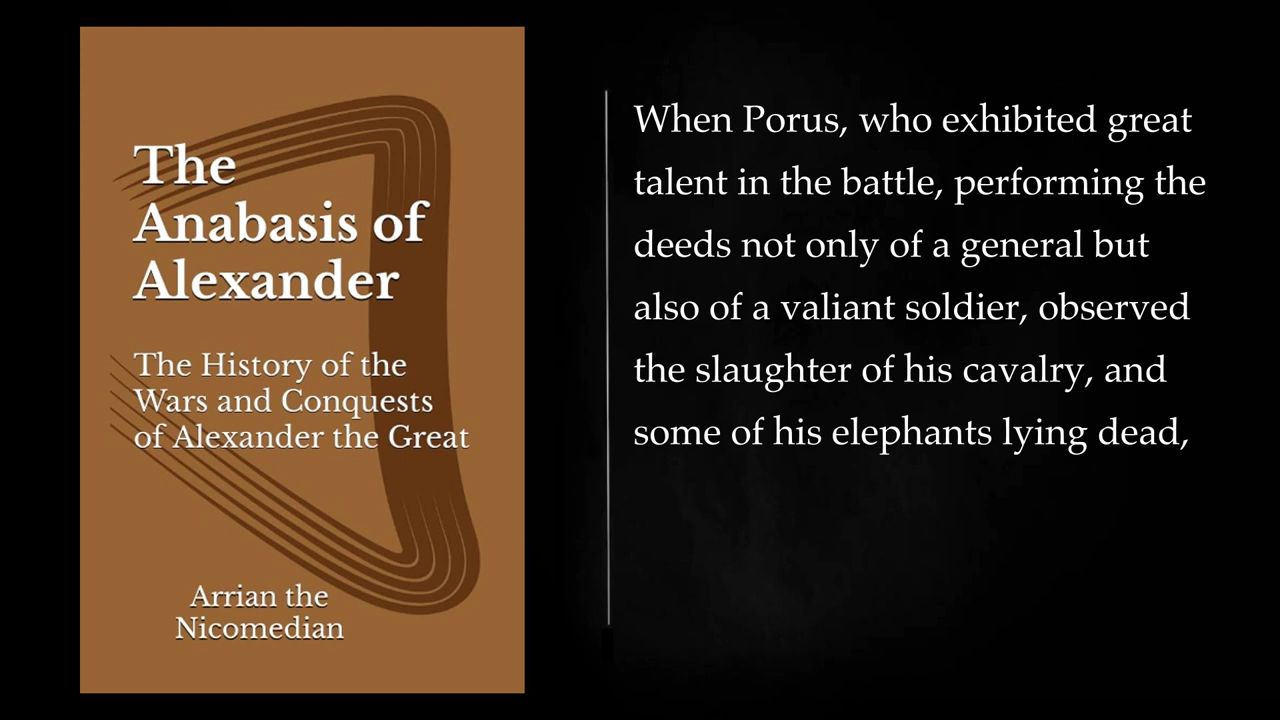 The
Anabasis of
Alexander
The History of the
Wars and Conquests
of Alexander the Great
Arrian the
Nicomedian
When Porus, who exhibited great
talent in the battle, performing the
deeds not only of a general but
also of a valiant soldier, observed
the slaughter of his cavalry, and
some of his elephants lying dead,